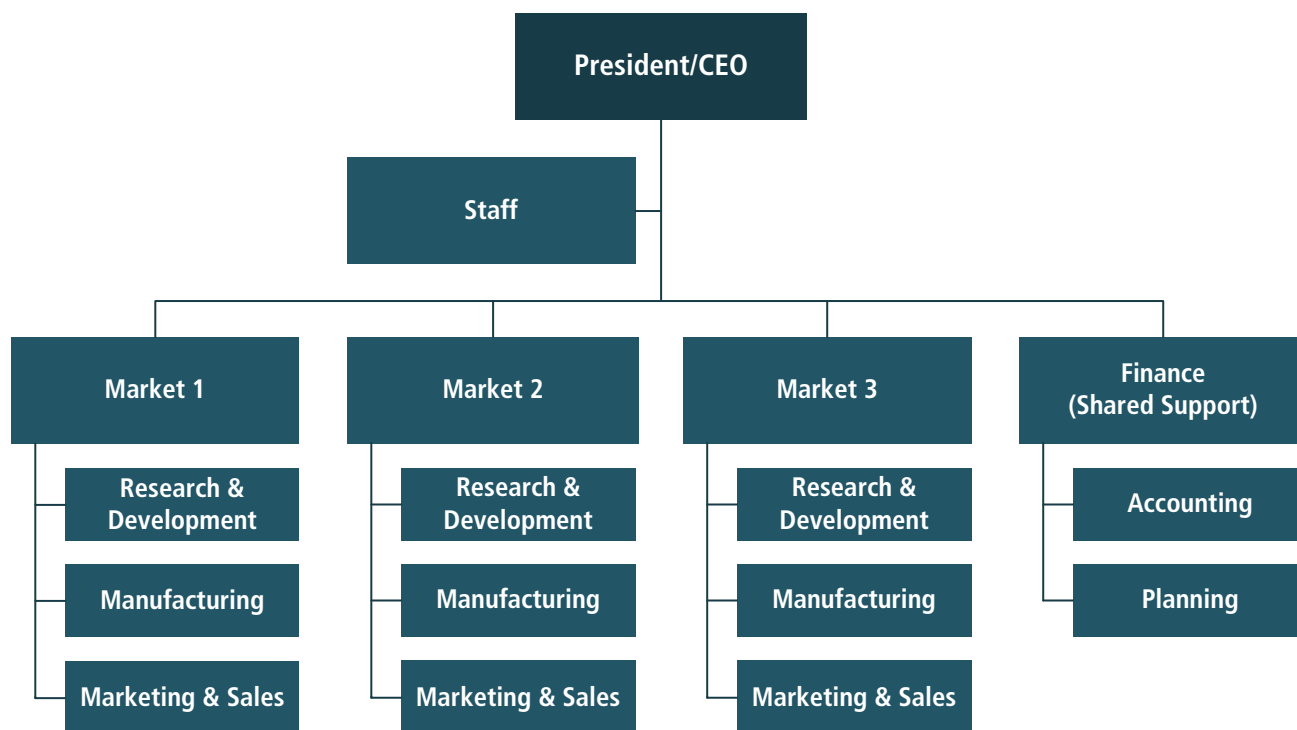 President/CEO
Staff
Market 1
Market 2
Market 3
Finance
(Shared Support)
Research &
Development
Manufacturing
Marketing & Sales
Research &
Development
Manufacturing
Marketing & Sales
Research &
Development
Manufacturing
Marketing & Sales
Accounting
Planning